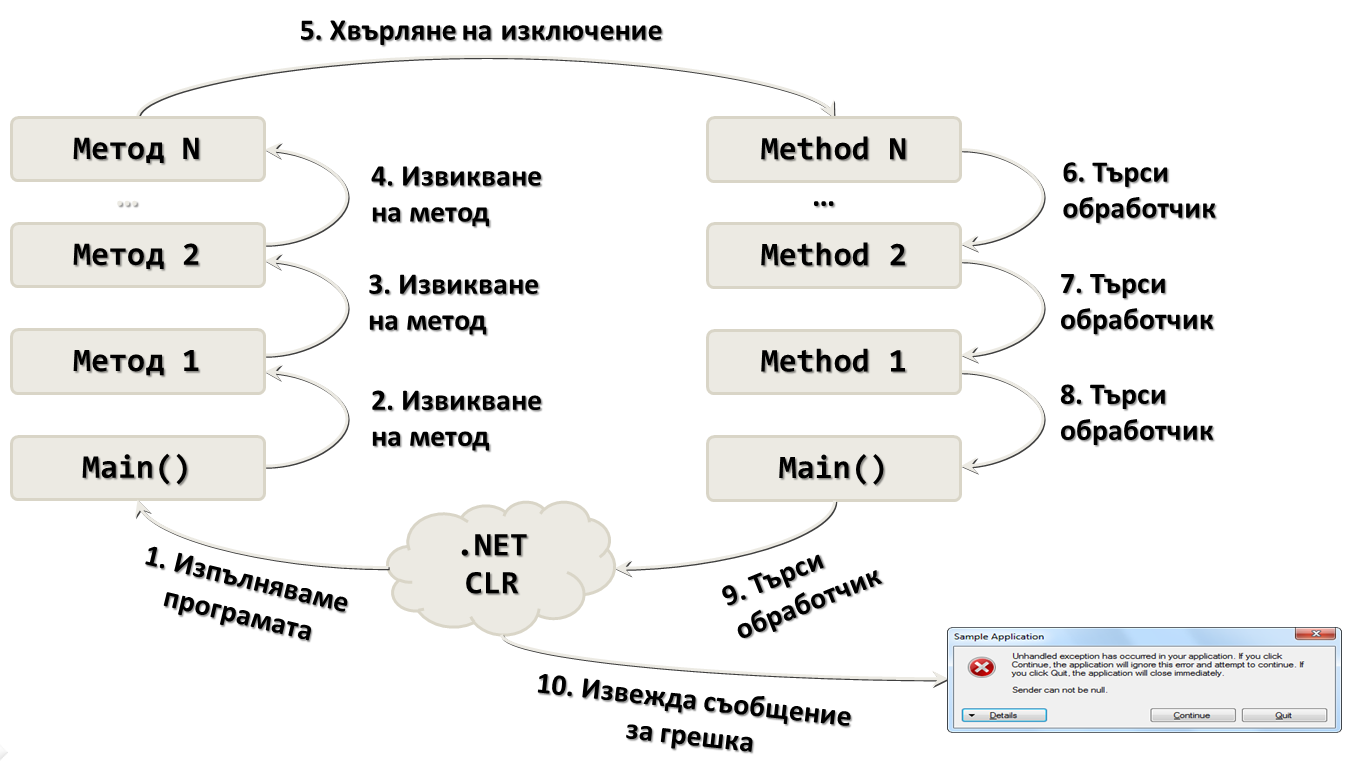 5. Хвърляне на изключение
Метод N
...
Метод 2
Метод 1
Main()
4. Извикване
на метод
3. Извикване
на метод
2. Извикване
на метод
1. Изпълняваме
програмата
.NET
CLR
Method N
...
Method 2
Method 1
Main()
6. Търси
обработчик
7. Търси
обработчик
8. Търси
обработчик
9. Търси
обработчик
10. Извежда съобщение
за грешка
Sample Application
Unhandled exception has occurred in your application. If you click
Continue, the application will ignore this error and attempt to continue. If
you click Quit, the application will close immediately.
Sender can not be null.
Details
Continue
Quit